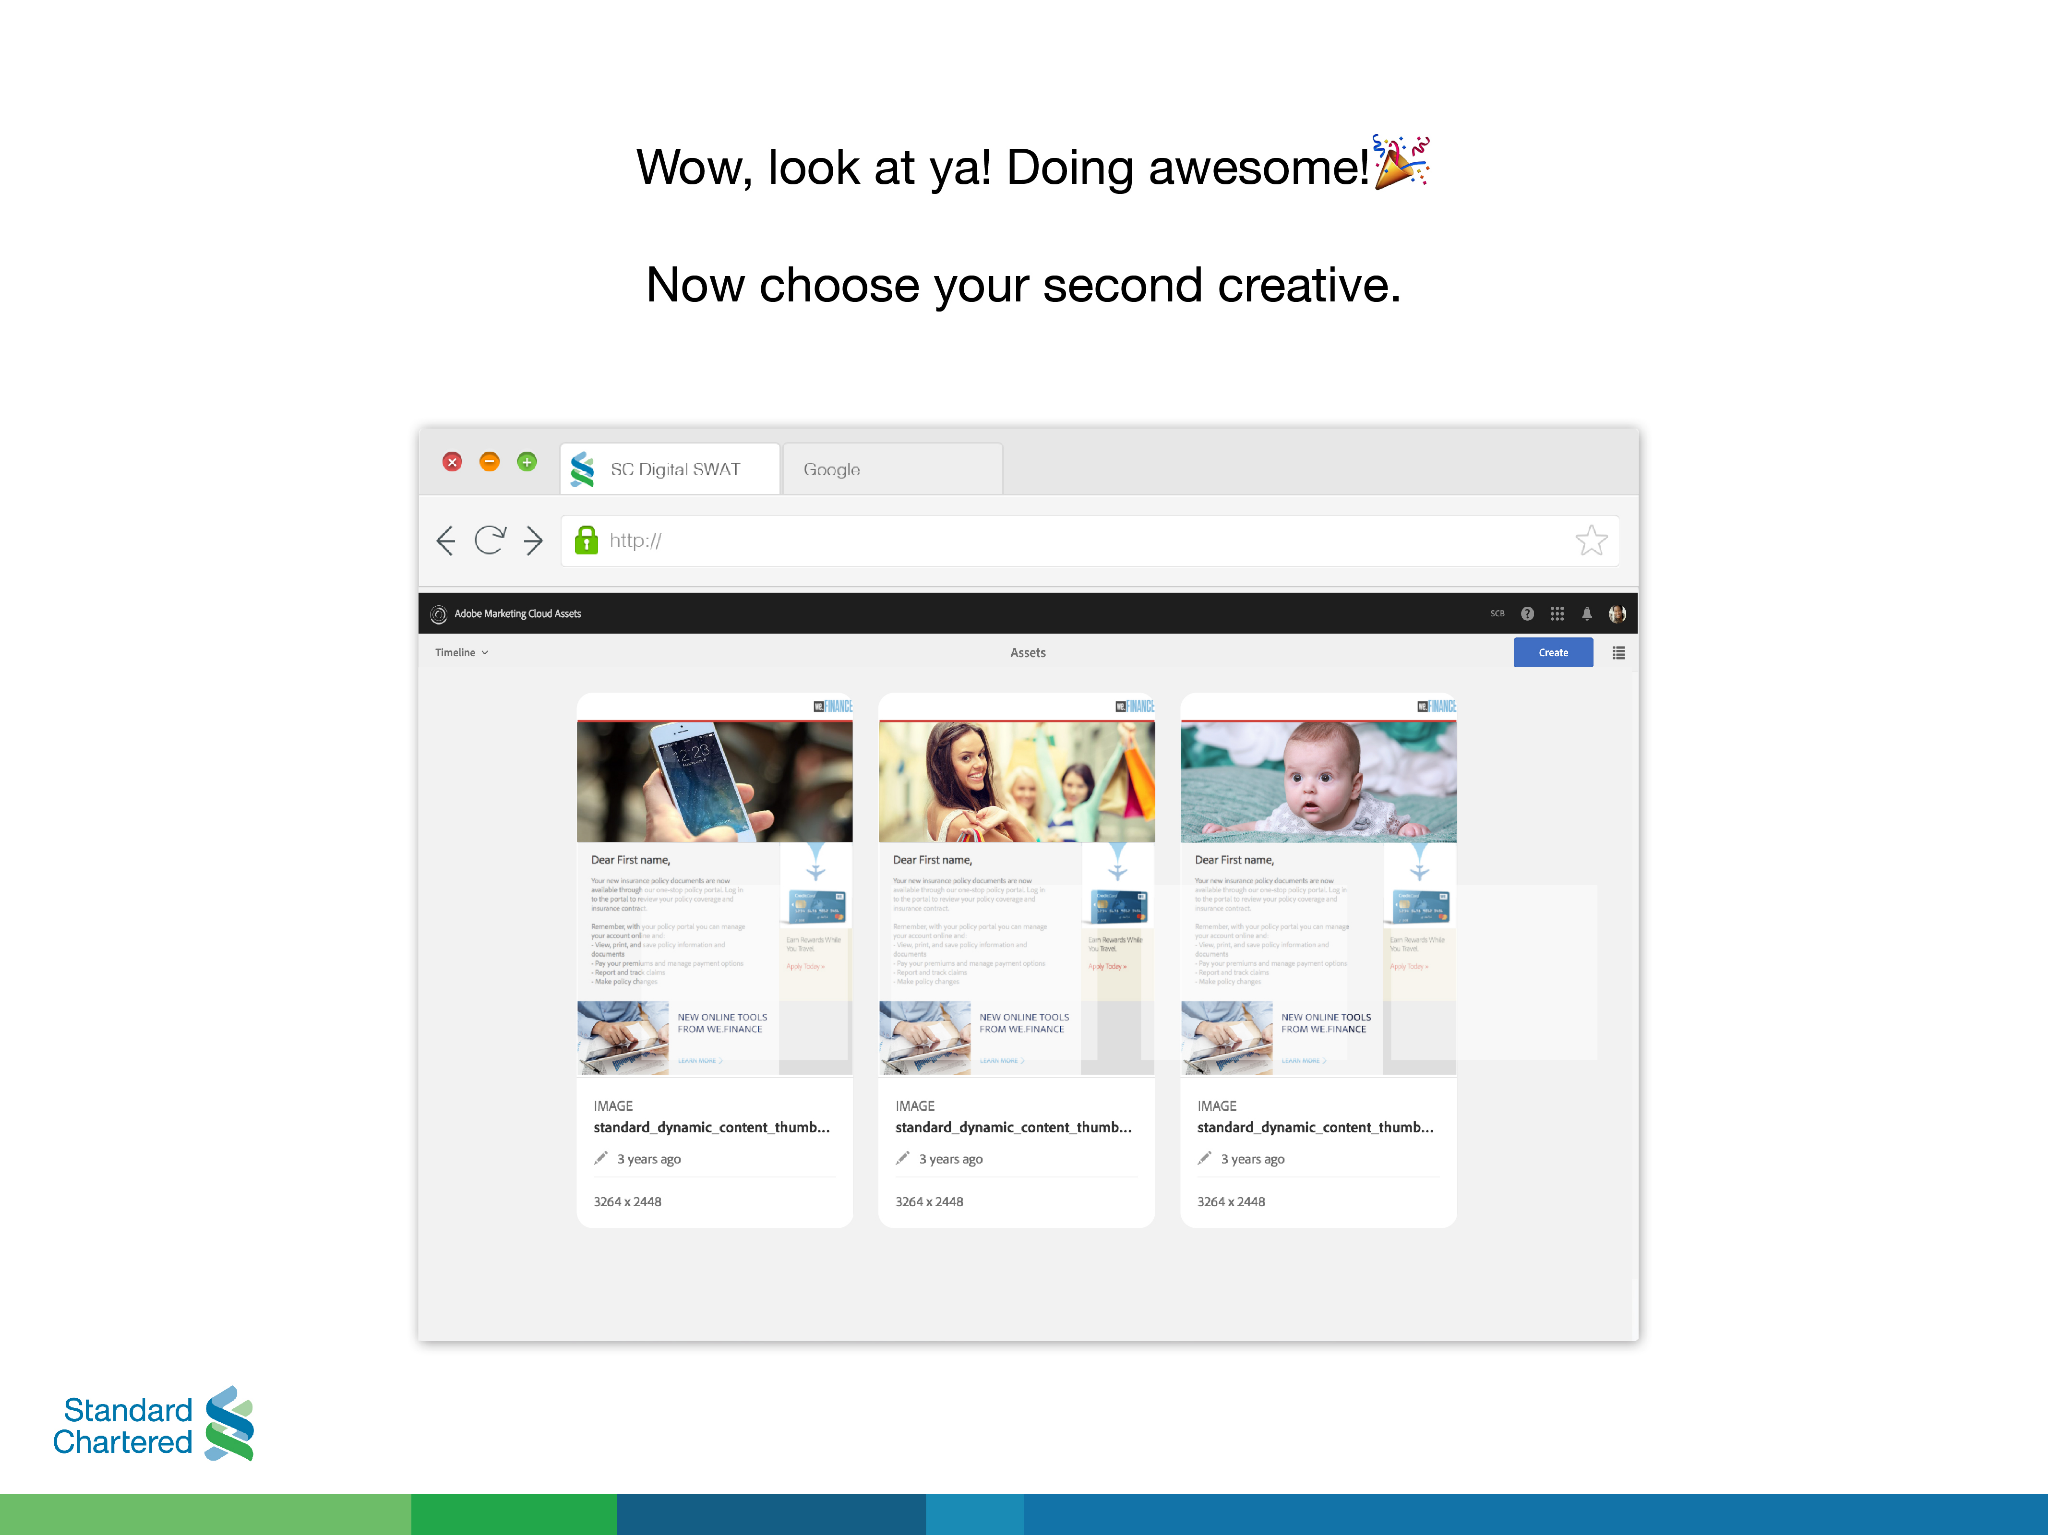 Wow, look at ya! Doing awesome!🎉
Now choose your second creative.
SC Digital SWAT
Google
http://
Adobe Marketing Cloud Assets
SCB
Timeline
Assets
Create
we.FINANCE
Dear First name,
Your new insurance policy documents are now
available through our one-stop policy portal. Log in
to the portal to review your policy coverage and
insurance contract.
Remember, with your policy portal you can manage
your account online and:
- View, print, and save policy information and
documents
- Pay your premiums and manage payment options
- Report and track claims
- Make policy changes
Earn Rewards While
You Travel.
Apply Today »
NEW ONLINE TOOLS
FROM WE.FINANCE
LEARN MORE >
IMAGE
standard_dynamic_content_thumb...
3 years ago
3264 x 2448
we.FINANCE
Dear First name,
Your new insurance policy documents are now
available through our one-stop policy portal. Log in
to the portal to review your policy coverage and
insurance contract.
Remember, with your policy portal you can manage
your account online and:
- View, print, and save policy information and
documents
- Pay your premiums and manage payment options
- Report and track claims
- Make policy changes
Earn Rewards While
You Travel.
Apply Today »
NEW ONLINE TOOLS
FROM WE.FINANCE
LEARN MORE >
IMAGE
standard_dynamic_content_thumb...
3 years ago
3264 x 2448
we.FINANCE
Dear First name,
Your new insurance policy documents are now
available through our one-stop policy portal. Log in
to the portal to review your policy coverage and
insurance contract.
Remember, with your policy portal you can manage
your account online and:
- View, print, and save policy information and
documents
- Pay your premiums and manage payment options
- Report and track claims
- Make policy changes
Earn Rewards While
You Travel.
Apply Today »
NEW ONLINE TOOLS
FROM WE.FINANCE
LEARN MORE >
IMAGE
standard_dynamic_content_thumb...
3 years ago
3264 x 2448
Standard
Chartered